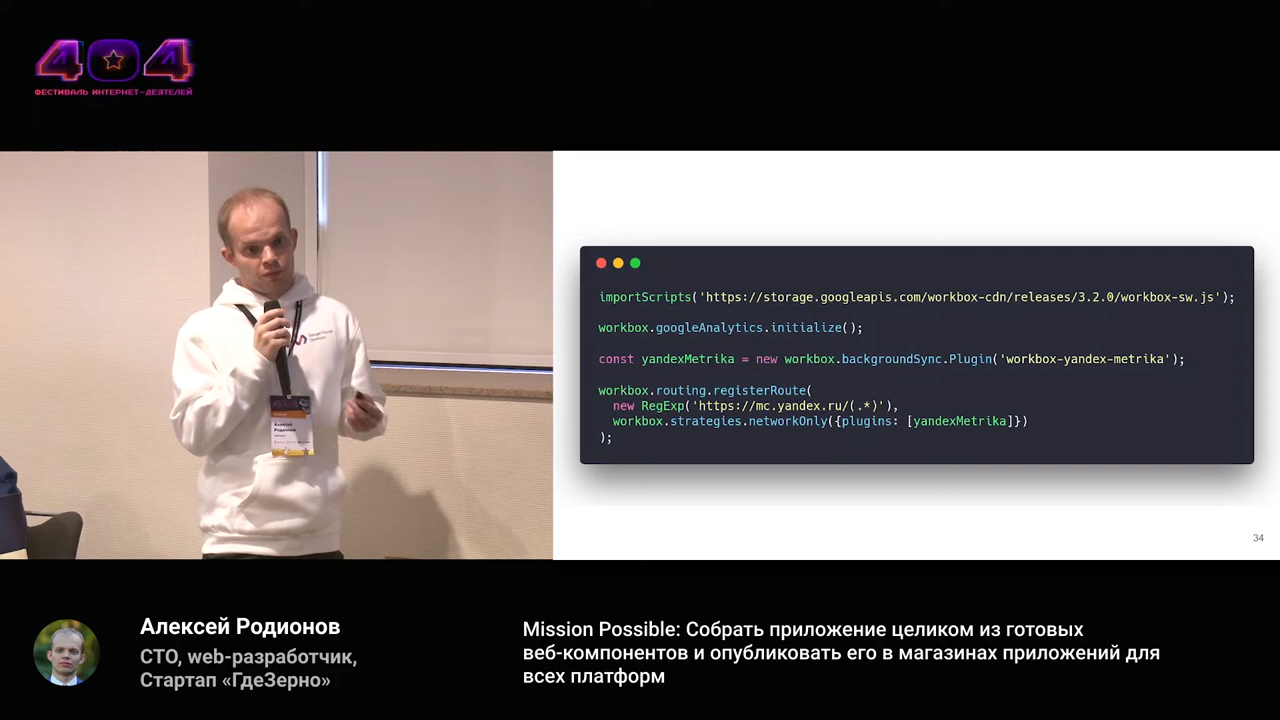 404
ФЕСТИВАЛЬ ИНТЕРНЕТ-ДЕЯТЕЛЕЙ
Алексей
Родионов
importScripts('https://storage.googleapis.com/workbox-cdn/releases/3.2.0/workbox-sw.js');
workbox.googleAnalytics.initialize();
const yandexMetrika = new workbox.backgroundSync.Plugin('workbox-yandex-metrika');
workbox.routing.registerRoute(
new RegExp('https://mc.yandex.ru/(.*)'),
workbox.strategies.networkOnly({plugins: [yandexMetrika]})
);
34
Алексей Родионов
CTO, web-разработчик,
Стартап «ГдеЗерно»
Mission Possible: Собрать приложение целиком из готовых
веб-компонентов и опубликовать его в магазинах приложений для
всех платформ